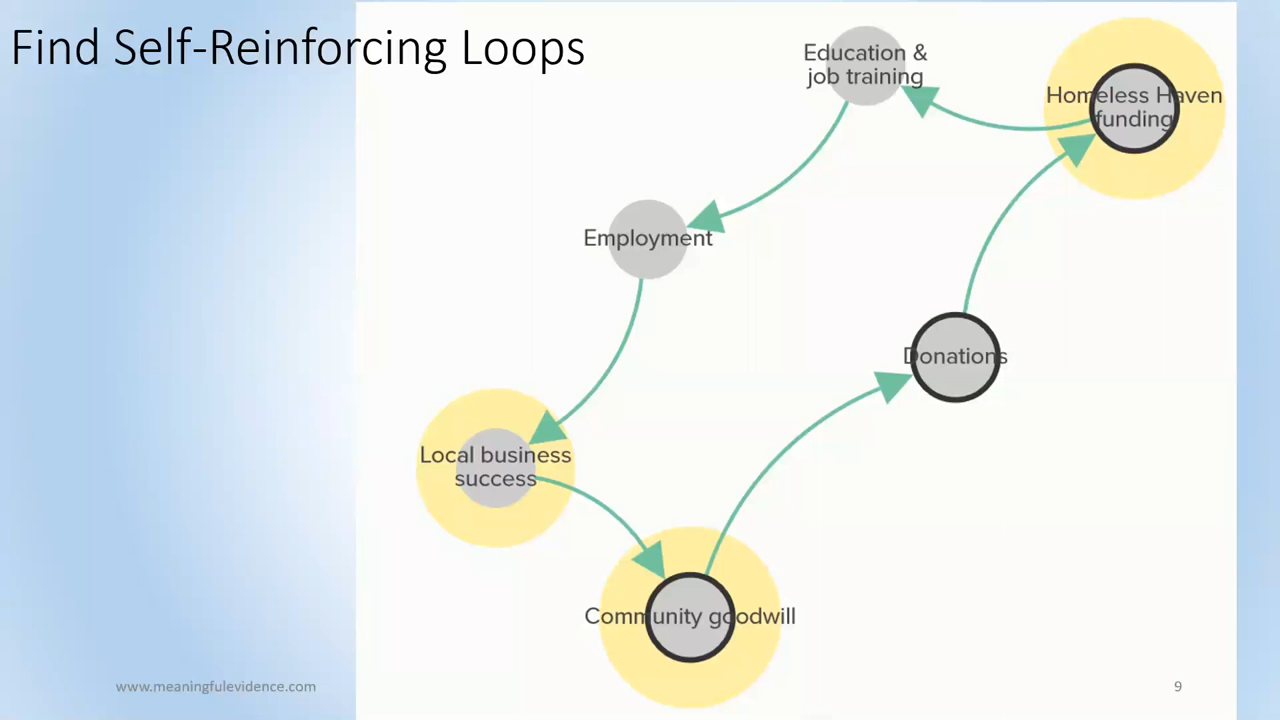 Find Self-Reinforcing Loops
Education &
job training
Homeless Haven
funding
Employment
Donations
Local business
success
Community goodwill
www.meaningfulevidence.com
9